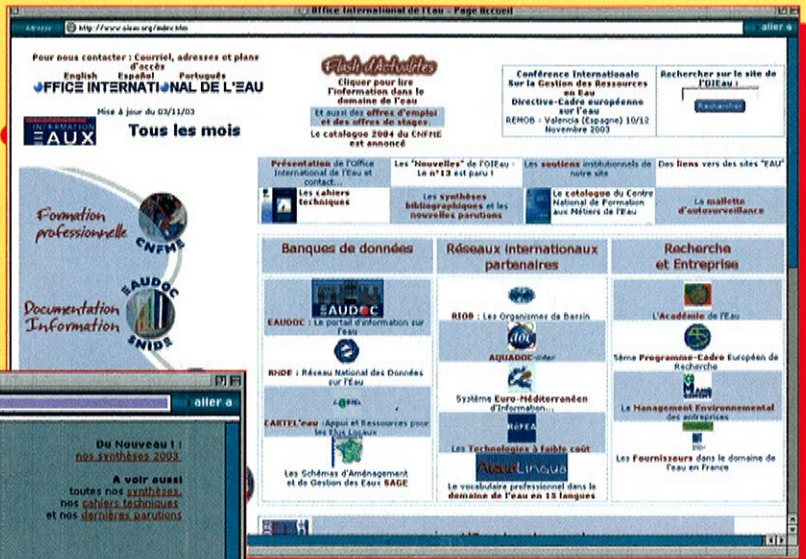 Office International de l'Eau - Page Accueil
Adresse
aller à
Pour nous contacter : Courriel, adresses et plans
d'accès
English Español Português
OFFICE INTERNATIONAL DE L'EAU
Mise à jour du 03/11/03
INFORMATION
EAUX
Tous les mois
Flash d'Actualités
Cliquer pour lire
l'information dans le
domaine de l'eau
Et aussi des offres d'emploi
et des offres de stages
Le catalogue 2004 du CNFME
est annoncé
Conférence Internationale
Sur la Gestion des Ressources
en Eau
Directive-Cadre européenne
sur l'eau
REMOB - Valencia (Espagne) 10/12
Novembre 2003
Rechercher sur le site de
l'OIEau :
Rechercher
Présentation de l'Office
International de l'Eau et
contact...
Les "Nouvelles" de l'OIEau :
Le n°13 est paru !
Les soutiens institutionnels de
notre site
Des liens vers des sites "EAU"
Les cahiers
techniques
Les synthèses
bibliographiques et les
nouvelles parutions
Le catalogue du Centre
National de Formation
aux Métiers de l'Eau
La mallette
d'autosurveillance
Formation
professionnelle
CNFME
Documentation
Information
EAUDOC
SNIDE
Banques de données
EAUDOC
EAUDOC : Le portail d'information sur
l'eau
RNDE : Réseau National des Données
sur l'Eau
CARTEL'eau : Appui et Ressources pour
les Elus Locaux
Les Schémas d'Aménagement
et de Gestion des Eaux SAGE
Réseaux internationaux
partenaires
RIOB : Les Organismes de Bassin
doc
AQUADOC-inter
Système Euro-Méditerranéen
d'Information...
RéFEA
Les Technologies à faible coût
AquaLingua
Le vocabulaire professionnel dans le
domaine de l'eau en 15 langues
Recherche
et Entreprise
L'Académie de l'Eau
5ème Programme-Cadre Européen de
Recherche
Le Management Environnemental
des entreprises
Les Fournisseurs dans le domaine de
l'eau en France
aller à
Du Nouveau ! :
nos synthèses 2003
A voir aussi
toutes nos synthèses,
nos cahiers techniques
et nos dernières parutions